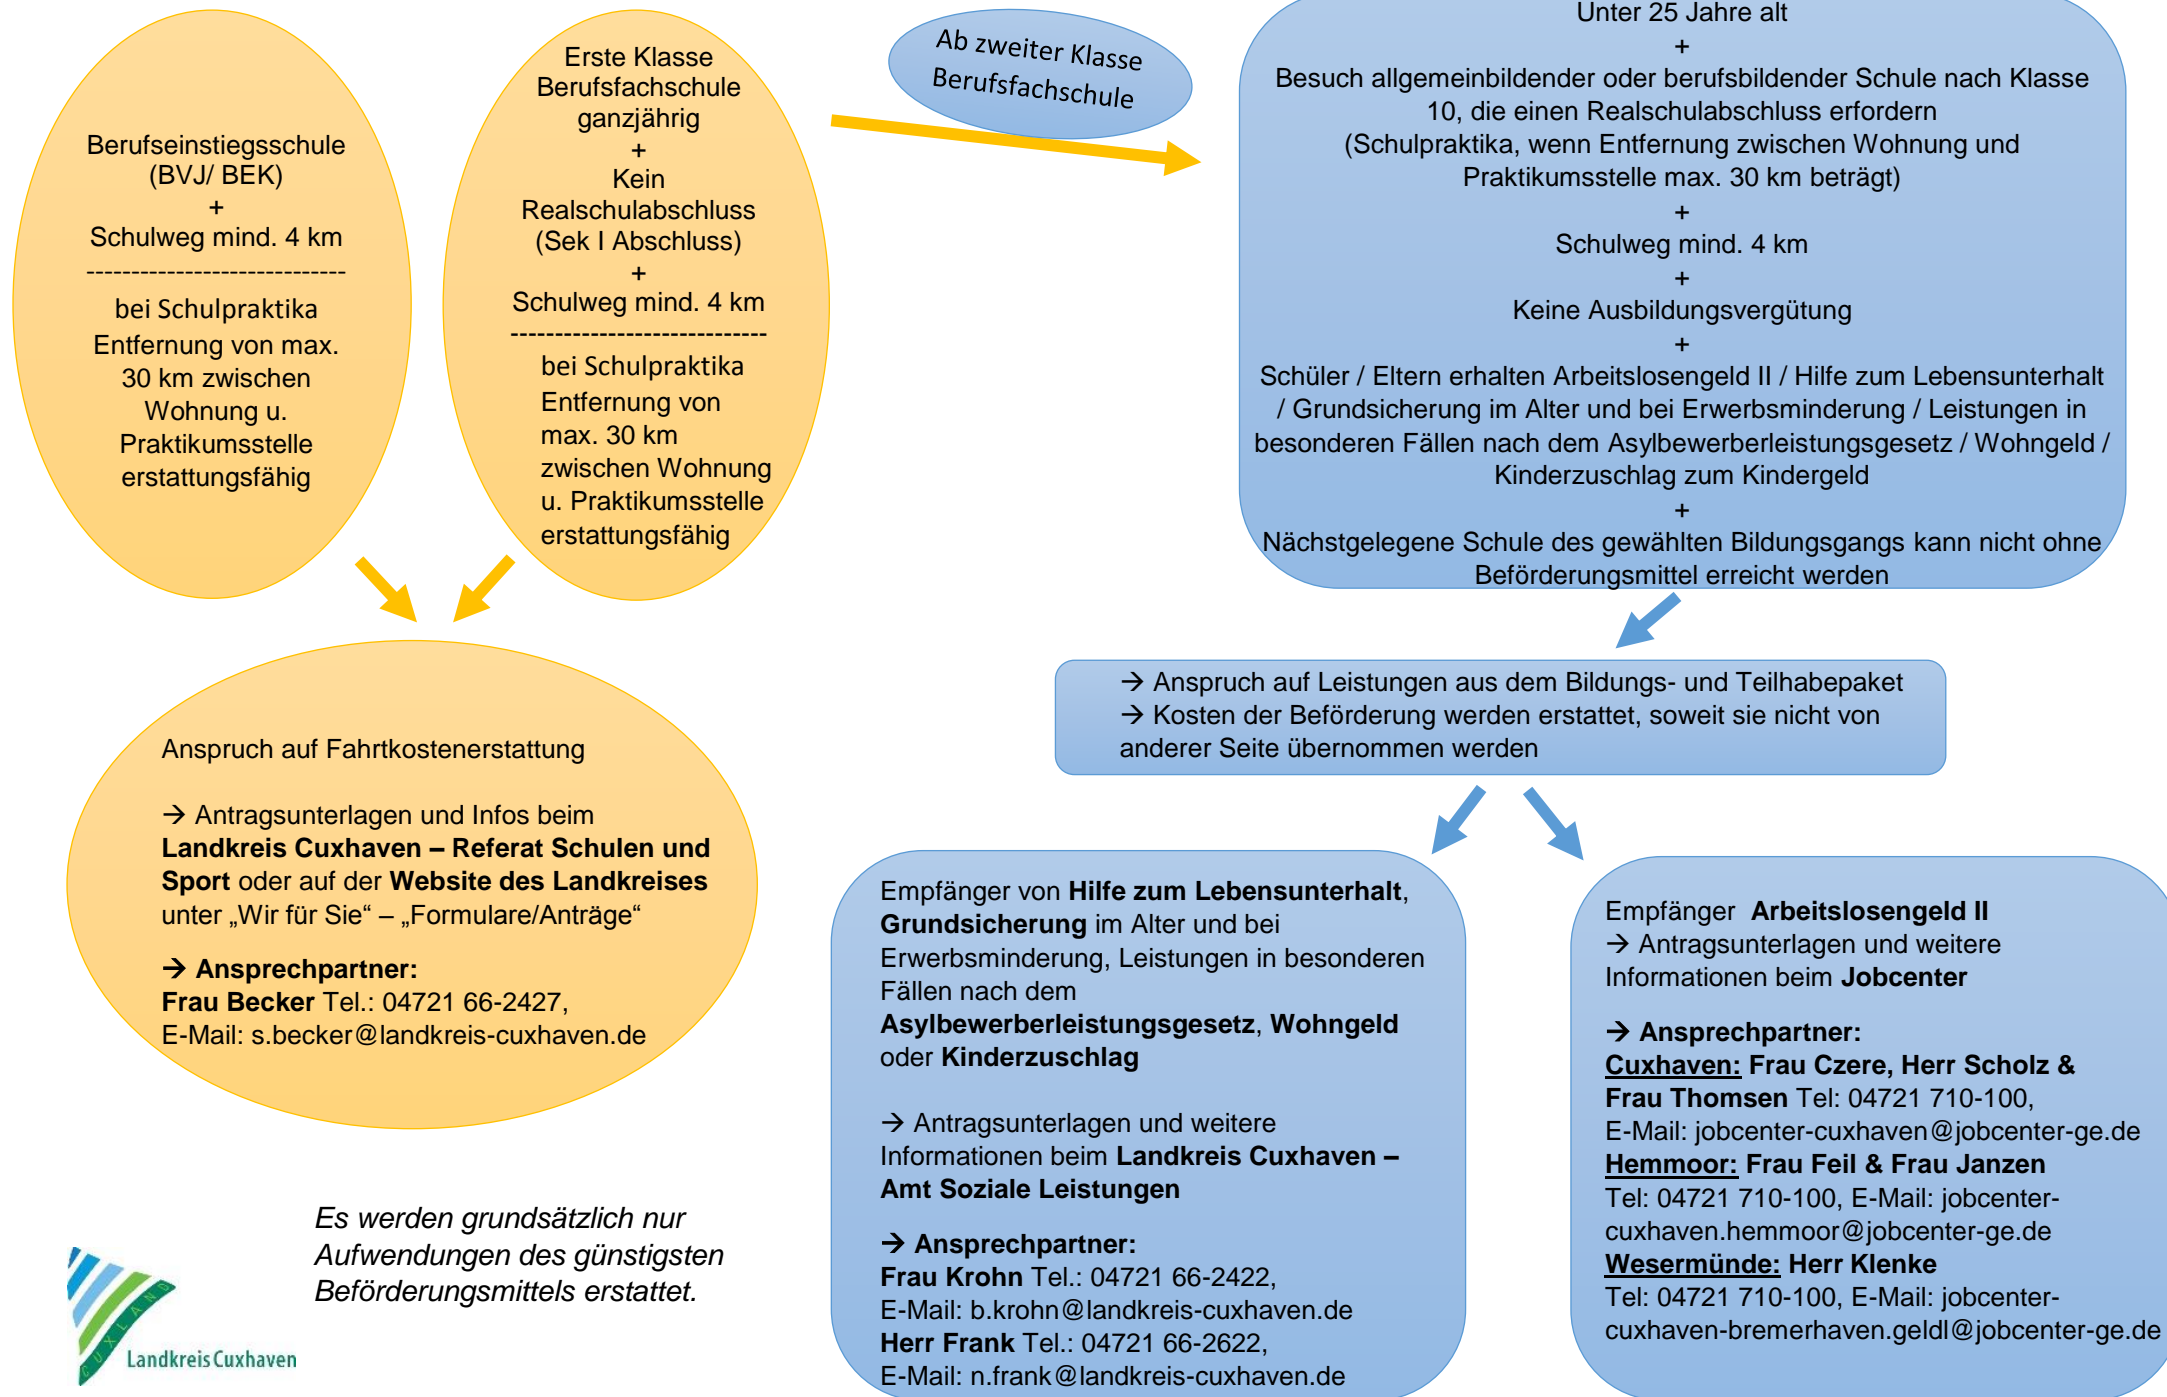 Berufseinstiegsschule
(BVJ/ BEK)
+
Schulweg mind. 4 km
-----------------------------
bei Schulpraktika
Entfernung von max.
30 km zwischen
Wohnung u.
Praktikumsstelle
erstattungsfähig
Erste Klasse
Berufsfachschule
ganzjährig
+
Kein
Realschulabschluss
(Sek I Abschluss)
+
Schulweg mind. 4 km
-----------------------------
bei Schulpraktika
Entfernung von
max. 30 km
zwischen Wohnung
u. Praktikumsstelle
erstattungsfähig
Ab zweiter Klasse
Berufsfachschule
Unter 25 Jahre alt
+
Besuch allgemeinbildender oder berufsbildender Schule nach Klasse
10, die einen Realschulabschluss erfordern
(Schulpraktika, wenn Entfernung zwischen Wohnung und
Praktikumsstelle max. 30 km beträgt)
+
Schulweg mind. 4 km
+
Keine Ausbildungsvergütung
+
Schüler / Eltern erhalten Arbeitslosengeld II / Hilfe zum Lebensunterhalt
/ Grundsicherung im Alter und bei Erwerbsminderung / Leistungen in
besonderen Fällen nach dem Asylbewerberleistungsgesetz / Wohngeld /
Kinderzuschlag zum Kindergeld
+
Nächstgelegene Schule des gewählten Bildungsgangs kann nicht ohne
Beförderungsmittel erreicht werden
→ Anspruch auf Leistungen aus dem Bildungs- und Teilhabepaket
→ Kosten der Beförderung werden erstattet, soweit sie nicht von
anderer Seite übernommen werden
Anspruch auf Fahrtkostenerstattung
→ Antragsunterlagen und Infos beim
Landkreis Cuxhaven – Referat Schulen und
Sport oder auf der Website des Landkreises
unter „Wir für Sie“ – „Formulare/Anträge“
→ Ansprechpartner:
Frau Becker Tel.: 04721 66-2427,
E-Mail: s.becker@landkreis-cuxhaven.de
Empfänger von Hilfe zum Lebensunterhalt,
Grundsicherung im Alter und bei
Erwerbsminderung, Leistungen in besonderen
Fällen nach dem
Asylbewerberleistungsgesetz, Wohngeld
oder Kinderzuschlag
→ Antragsunterlagen und weitere
Informationen beim Landkreis Cuxhaven –
Amt Soziale Leistungen
→ Ansprechpartner:
Frau Krohn Tel.: 04721 66-2422,
E-Mail: b.krohn@landkreis-cuxhaven.de
Herr Frank Tel.: 04721 66-2622,
E-Mail: n.frank@landkreis-cuxhaven.de
Empfänger Arbeitslosengeld II
→ Antragsunterlagen und weitere
Informationen beim Jobcenter
→ Ansprechpartner:
Cuxhaven: Frau Czere, Herr Scholz &
Frau Thomsen Tel: 04721 710-100,
E-Mail: jobcenter-cuxhaven@jobcenter-ge.de
Hemmoor: Frau Feil & Frau Janzen
Tel: 04721 710-100, E-Mail: jobcenter-
cuxhaven.hemmoor@jobcenter-ge.de
Wesermünde: Herr Klenke
Tel: 04721 710-100, E-Mail: jobcenter-
cuxhaven-bremerhaven.geldl@jobcenter-ge.de
Es werden grundsätzlich nur
Aufwendungen des günstigsten
Beförderungsmittels erstattet.
CUXLAND
Landkreis Cuxhaven